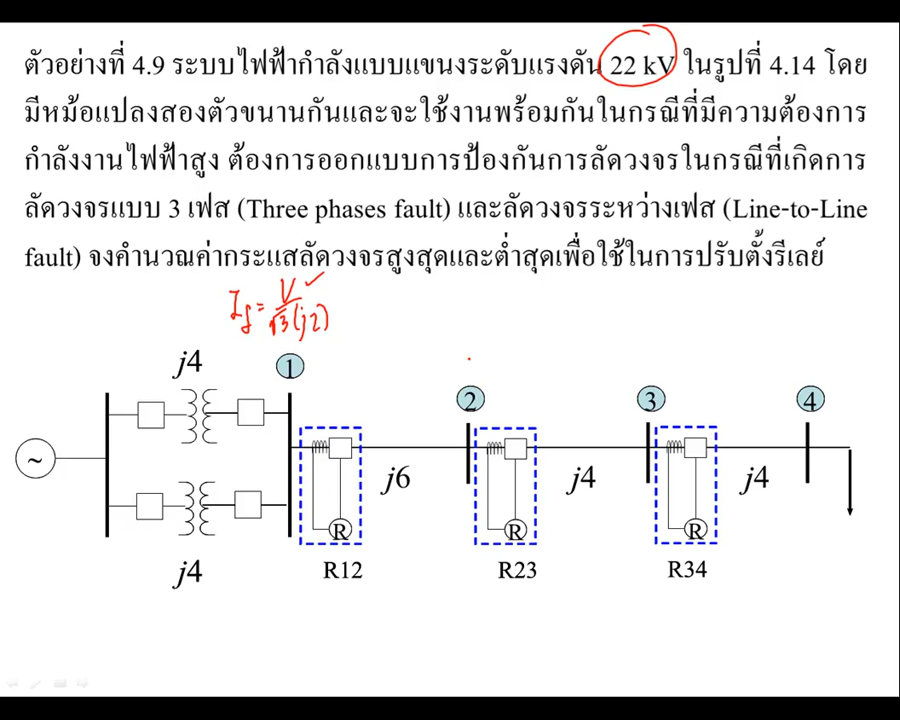 ตัวอย่างที่ 4.9 ระบบไฟฟ้ากำลังแบบแขนงระดับแรงดัน 22 kV ในรูปที่ 4.14 โดย
มีหม้อแปลงสองตัวขนานกันและจะใช้งานพร้อมกันในกรณีที่มีความต้องการ
กำลังงานไฟฟ้าสูง ต้องการออกแบบการป้องกันการลัดวงจรในกรณีที่เกิดการ
ลัดวงจรแบบ 3 เฟส (Three phases fault) และลัดวงจรระหว่างเฟส (Line-to-Line
fault) จงคำนวณค่ากระแสลัดวงจรสูงสุดและต่ำสุดเพื่อใช้ในการปรับตั้งรีเลย์
If = V / √3 (j2) ✓
j4
1 2 3 4
~
j6 j4 j4
R R R
j4 R12 R23 R34